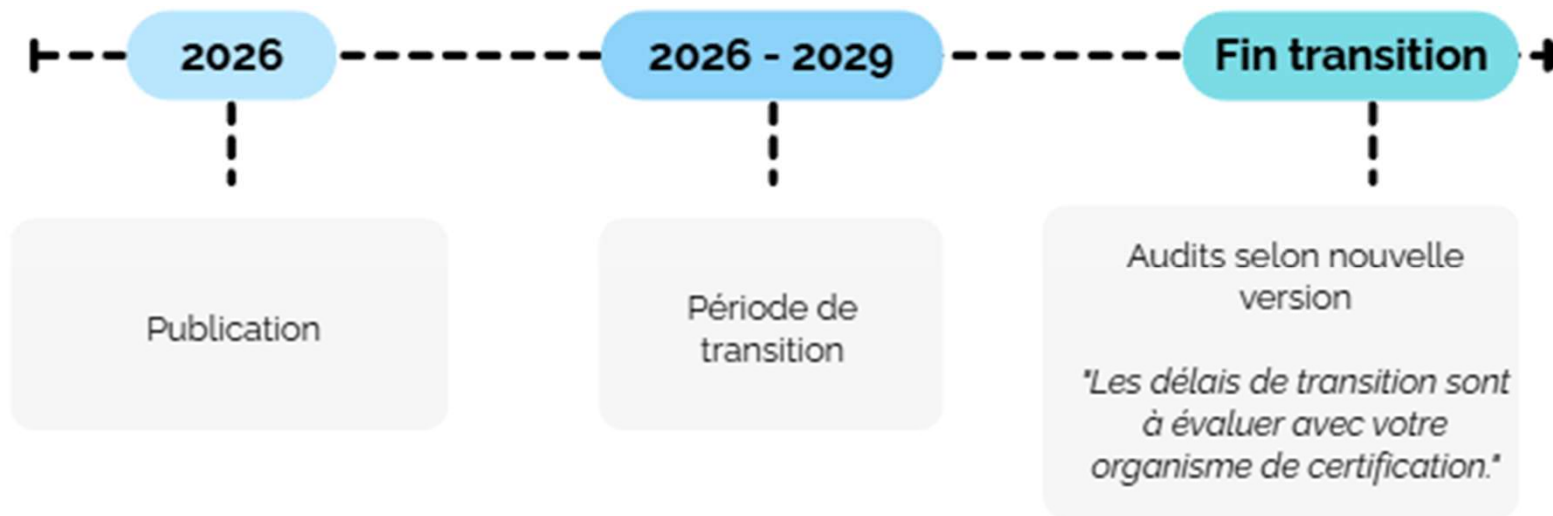 2026
2026 - 2029
Fin transition
Publication
Période de
transition
Audits selon nouvelle
version
"Les délais de transition sont
à évaluer avec votre
organisme de certification."